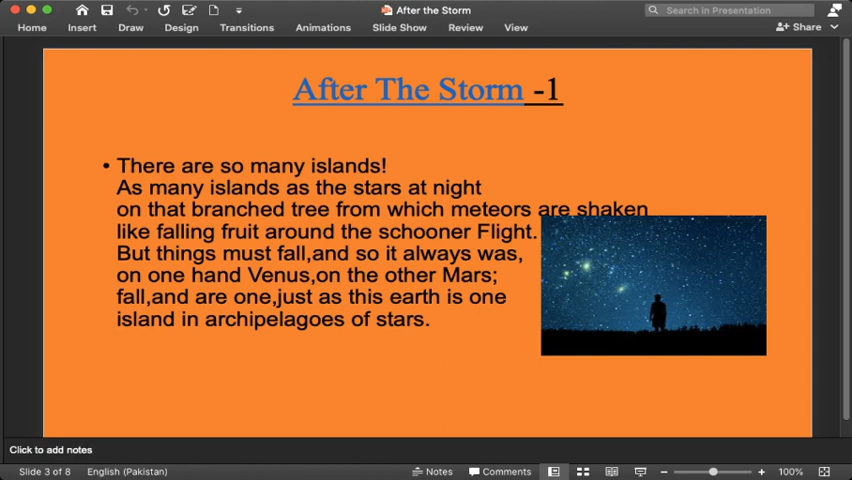 After the Storm
Search in Presentation
Home Insert Draw Design Transitions Animations Slide Show Review View Share
After The Storm -1
• There are so many islands!
As many islands as the stars at night
on that branched tree from which meteors are shaken
like falling fruit around the schooner Flight.
But things must fall,and so it always was,
on one hand Venus,on the other Mars;
fall,and are one,just as this earth is one
island in archipelagoes of stars.
Click to add notes
Slide 3 of 8 English (Pakistan) Notes Comments 100%